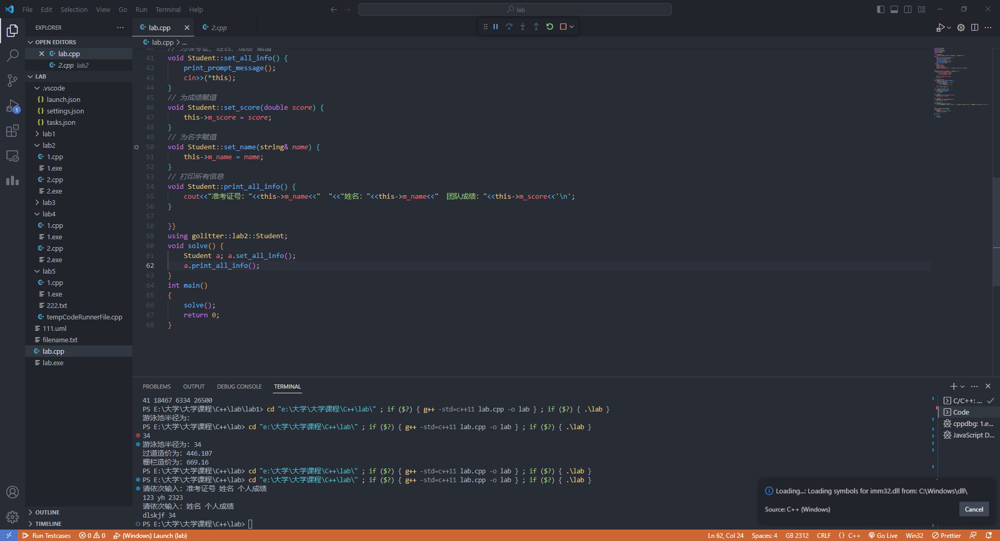 File Edit Selection View Go Run Terminal Help
lab
EXPLORER
OPEN EDITORS
lab.cpp
2.cpp lab2
LAB
.vscode
launch.json
settings.json
tasks.json
lab1
lab2
1.cpp
1.exe
2.cpp
2.exe
lab3
lab4
1.cpp
1.exe
2.cpp
2.exe
lab5
1.cpp
1.exe
222.txt
tempCodeRunnerFile.cpp
111.uml
filename.txt
lab.cpp
lab.exe
OUTLINE
TIMELINE
1
lab.cpp
2.cpp
lab.cpp > ...
40 // 为准考证、姓名、成绩 赋值
41 void Student::set_all_info() {
42 print_prompt_message();
43 cin>>(*this);
44 }
45 // 为成绩赋值
46 void Student::set_score(double score) {
47 this->m_score = score;
48 }
49 // 为名字赋值
50 void Student::set_name(string& name) {
51 this->m_name = name;
52 }
53 // 打印所有信息
54 void Student::print_all_info() {
55 cout<<"准考证号: "<<this->m_name<<"  "<<"姓名: "<<this->m_name<<"  团队成绩: "<<this->m_score<<'\n';
56 }
57
58 }}
59 using golitter::lab2::Student;
60 void solve() {
61 Student a; a.set_all_info();
62 a.print_all_info();
63 }
64 int main()
65 {
66 solve();
67 return 0;
68 }
PROBLEMS OUTPUT DEBUG CONSOLE TERMINAL
41 18467 6334 26500
PS E:\大学\大学课程\C++\lab\lab1> cd "e:\大学\大学课程\C++\lab\" ; if ($?) { g++ -std=c++11 lab.cpp -o lab } ; if ($?) { .\lab }
游泳池半径为:
PS E:\大学\大学课程\C++\lab> cd "e:\大学\大学课程\C++\lab\" ; if ($?) { g++ -std=c++11 lab.cpp -o lab } ; if ($?) { .\lab }
34
游泳池半径为: 34
过道造价为: 446.107
栅栏造价为: 669.16
PS E:\大学\大学课程\C++\lab> cd "e:\大学\大学课程\C++\lab\" ; if ($?) { g++ -std=c++11 lab.cpp -o lab } ; if ($?) { .\lab }
PS E:\大学\大学课程\C++\lab> cd "e:\大学\大学课程\C++\lab\" ; if ($?) { g++ -std=c++11 lab.cpp -o lab } ; if ($?) { .\lab }
请依次输入: 准考证号 姓名 个人成绩
123 yh 2323
请依次输入: 姓名 个人成绩
dlskjf 34
PS E:\大学\大学课程\C++\lab>
C/C++: ...
Code
cppdbg: 1.e...
JavaScript D...
Loading...: Loading symbols for imm32.dll from: C:\Windows\dll\
Source: C++ (Windows)
Cancel
Run Testcases 0 0 (Windows) Launch (lab)
Ln 62, Col 24 Spaces: 4 GB 2312 CRLF {} C++ Go Live Win32 Prettier